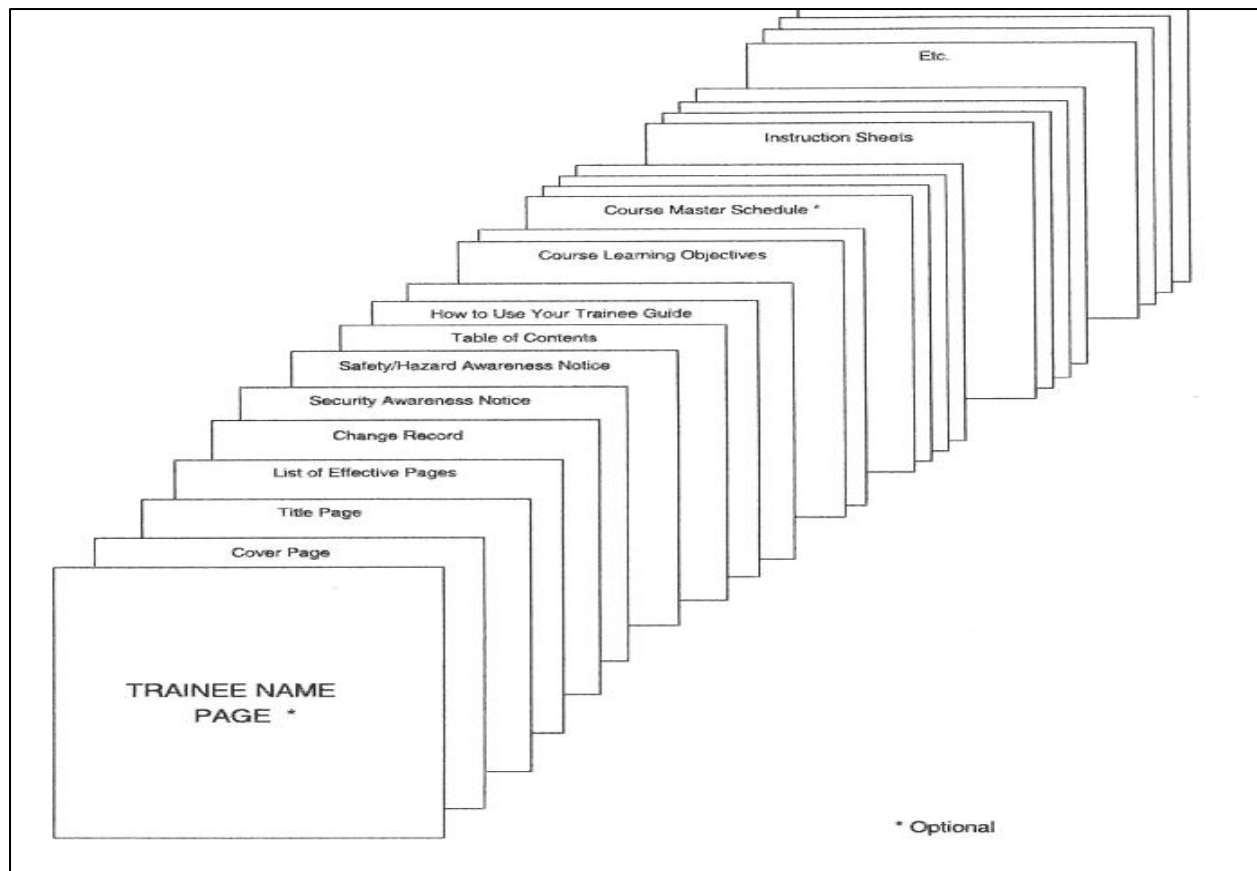 Etc.
Instruction Sheets
Course Master Schedule *
Course Learning Objectives
How to Use Your Trainee Guide
Table of Contents
Safety/Hazard Awareness Notice
Security Awareness Notice
Change Record
List of Effective Pages
Title Page
Cover Page
TRAINEE NAME
PAGE *
* Optional